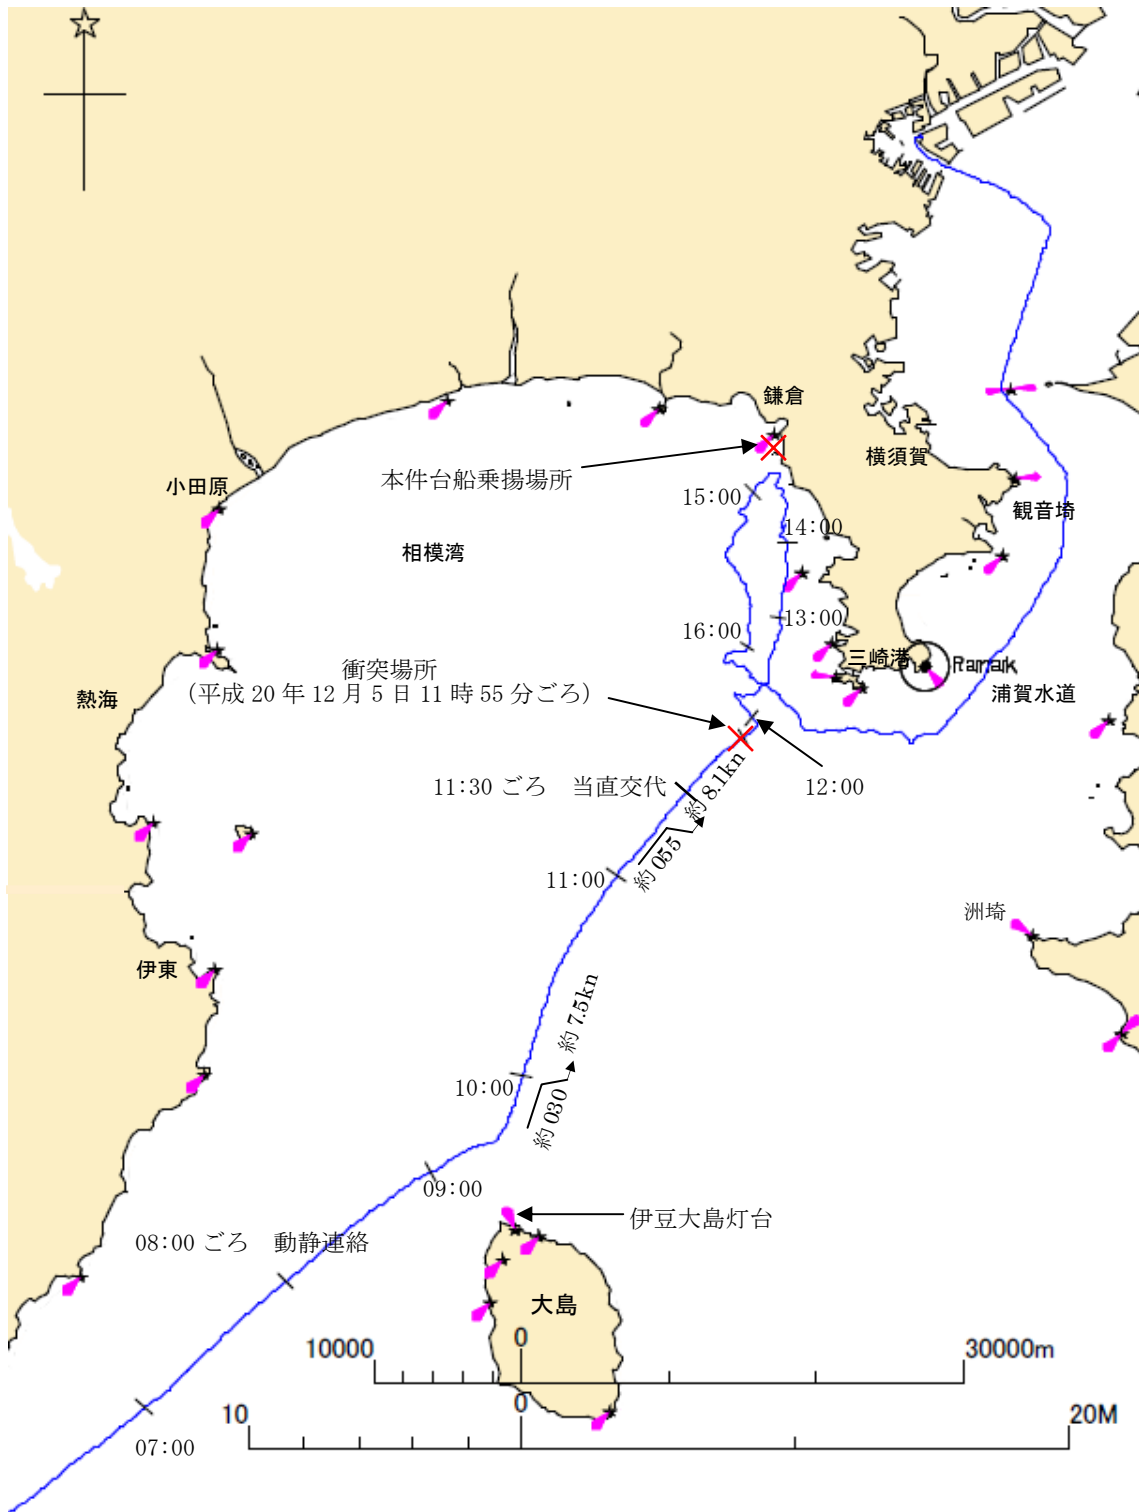 鎌倉
横須賀
本件台船乗揚場所
小田原
15:00
観音埼
14:00
相模湾
13:00
16:00
三崎港
Ramark
衝突場所
浦賀水道
熱海
(平成 20 年 12 月 5 日 11 時 55 分ごろ)
11:30 ごろ 当直交代
約 8.1kn
12:00
約 055
11:00
洲埼
伊東
約 7.5kn
10:00
約 030
09:00
伊豆大島灯台
08:00 ごろ 動静連絡
大島
10000
0
30000m
10
0
20M
07:00